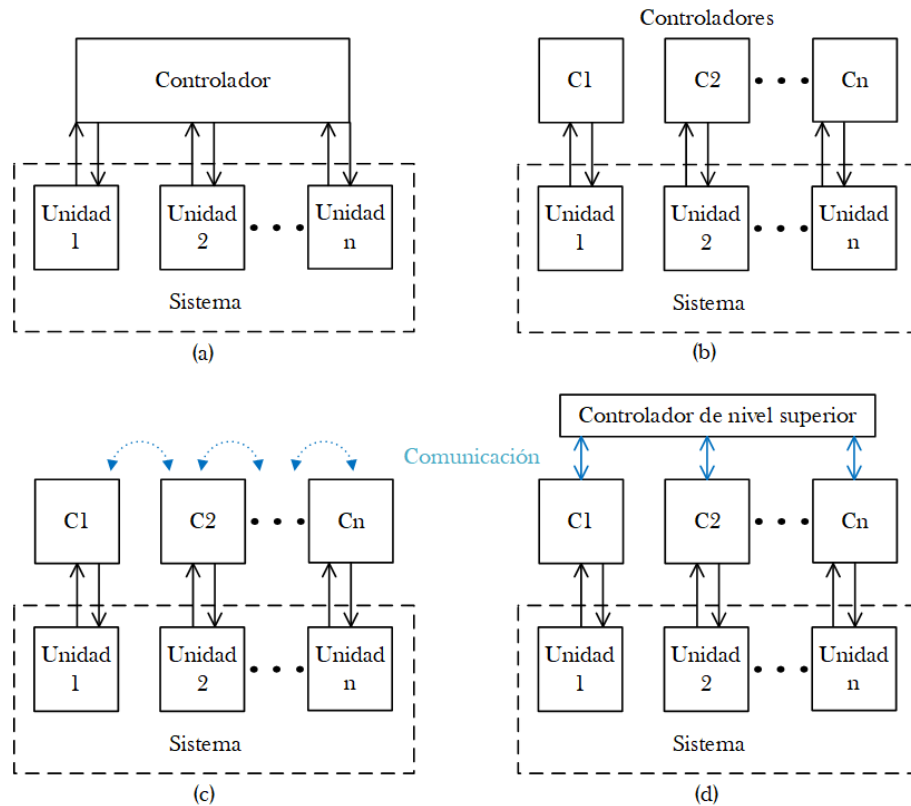 Controlador
Unidad
1
Unidad
2
Unidad
n
Sistema
(a)
Controladores
C1
C2
Cn
Unidad
1
Unidad
2
Unidad
n
Sistema
(b)
Comunicación
C1
C2
Cn
Unidad
1
Unidad
2
Unidad
n
Sistema
(c)
Controlador de nivel superior
C1
C2
Cn
Unidad
1
Unidad
2
Unidad
n
Sistema
(d)